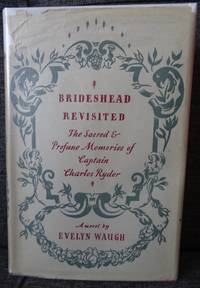 BRIDESHEAD
REVISITED
The Sacred &
Profane Memories of
Captain
Charles Ryder
A novel by
EVELYN WAUGH